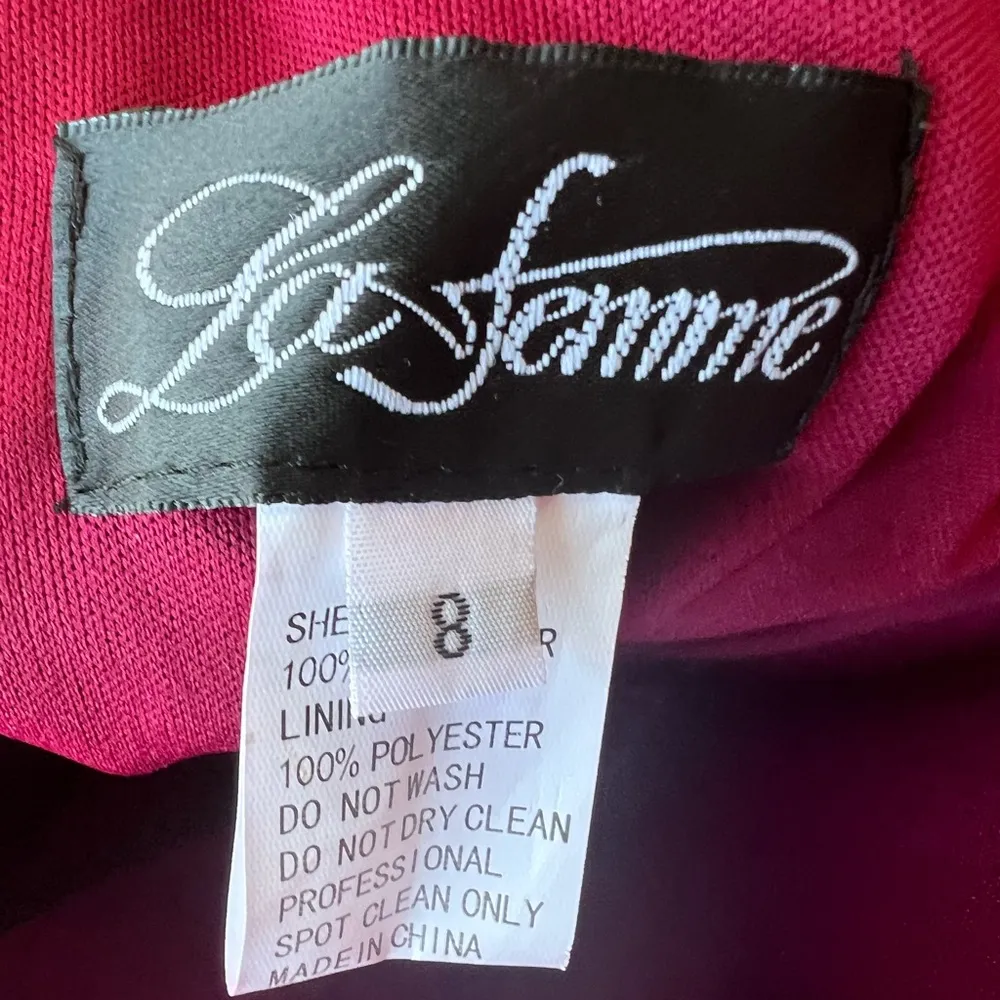 La Femme
8
SHE
100% R
LINING
100% POLYESTER
DO NOT WASH
DO NOT DRY CLEAN
PROFESSIONAL
SPOT CLEAN ONLY
MADE IN CHINA